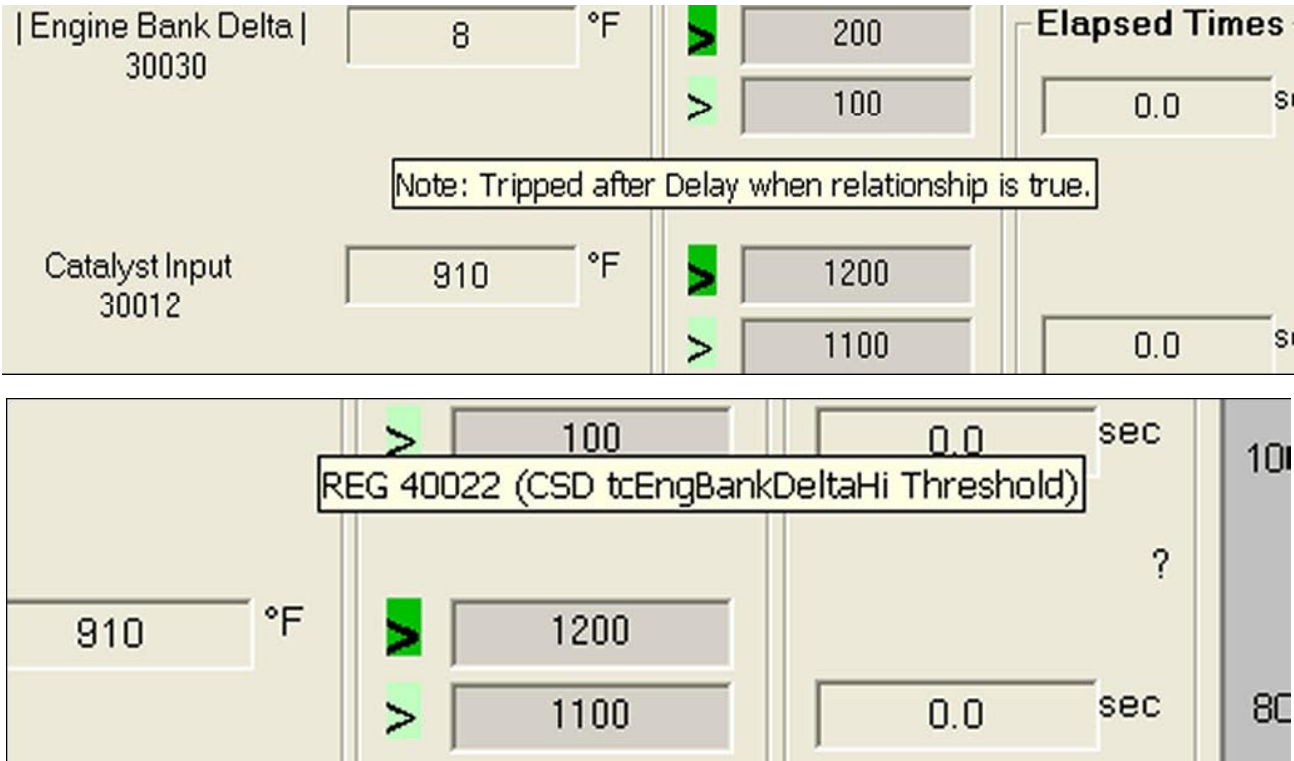 | Engine Bank Delta |
30030
8
°F
>
200
Elapsed Times
>
100
0.0
Note: Tripped after Delay when relationship is true.
Catalyst Input
30012
910
°F
>
1200
>
1100
0.0
>
100
0.0
sec
REG 40022 (CSD tcEngBankDeltaHi Threshold)
?
910
°F
>
1200
>
1100
0.0
sec